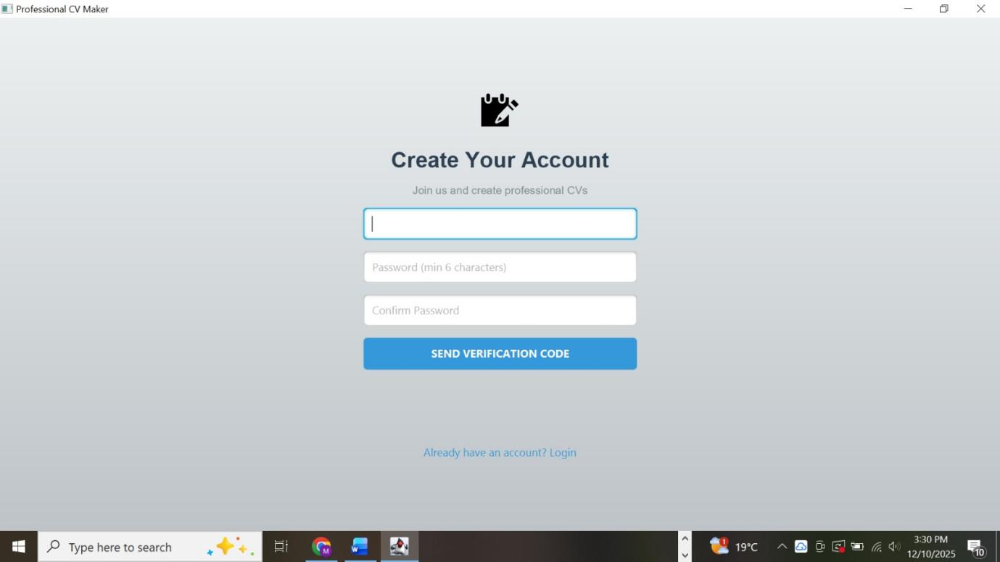 Professional CV Maker
Create Your Account
Join us and create professional CVs
Password (min 6 characters)
Confirm Password
SEND VERIFICATION CODE
Already have an account? Login
Type here to search
M
W
1
19°C
3:30 PM
12/10/2025
10